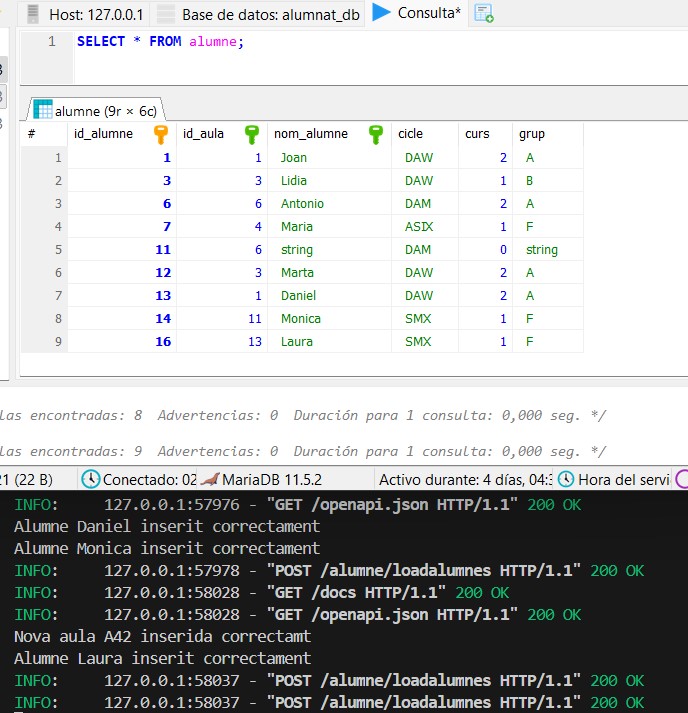 Host: 127.0.0.1 Base de datos: alumnat_db Consulta*
1 SELECT * FROM alumne;
alumne (9r × 6c)
# id_alumne id_aula nom_alumne cicle curs grup
1 1 1 Joan DAW 2 A
2 3 3 Lidia DAW 1 B
3 6 6 Antonio DAM 2 A
4 7 4 Maria ASIX 1 F
5 11 6 string DAM 0 string
6 12 3 Marta DAW 2 A
7 13 1 Daniel DAW 2 A
8 14 11 Monica SMX 1 F
9 16 13 Laura SMX 1 F
las encontradas: 8 Advertencias: 0 Duración para 1 consulta: 0,000 seg. */
las encontradas: 9 Advertencias: 0 Duración para 1 consulta: 0,000 seg. */
21 (22 B) Conectado: 02 MariaDB 11.5.2 Activo durante: 4 días, 04:3 Hora del servi
INFO: 127.0.0.1:57976 - "GET /openapi.json HTTP/1.1" 200 OK
Alumne Daniel inserit correctament
Alumne Monica inserit correctament
INFO: 127.0.0.1:57978 - "POST /alumne/loadalumnes HTTP/1.1" 200 OK
INFO: 127.0.0.1:58028 - "GET /docs HTTP/1.1" 200 OK
INFO: 127.0.0.1:58028 - "GET /openapi.json HTTP/1.1" 200 OK
Nova aula A42 inserida correctamt
Alumne Laura inserit correctament
INFO: 127.0.0.1:58037 - "POST /alumne/loadalumnes HTTP/1.1" 200 OK
INFO: 127.0.0.1:58037 - "POST /alumne/loadalumnes HTTP/1.1" 200 OK